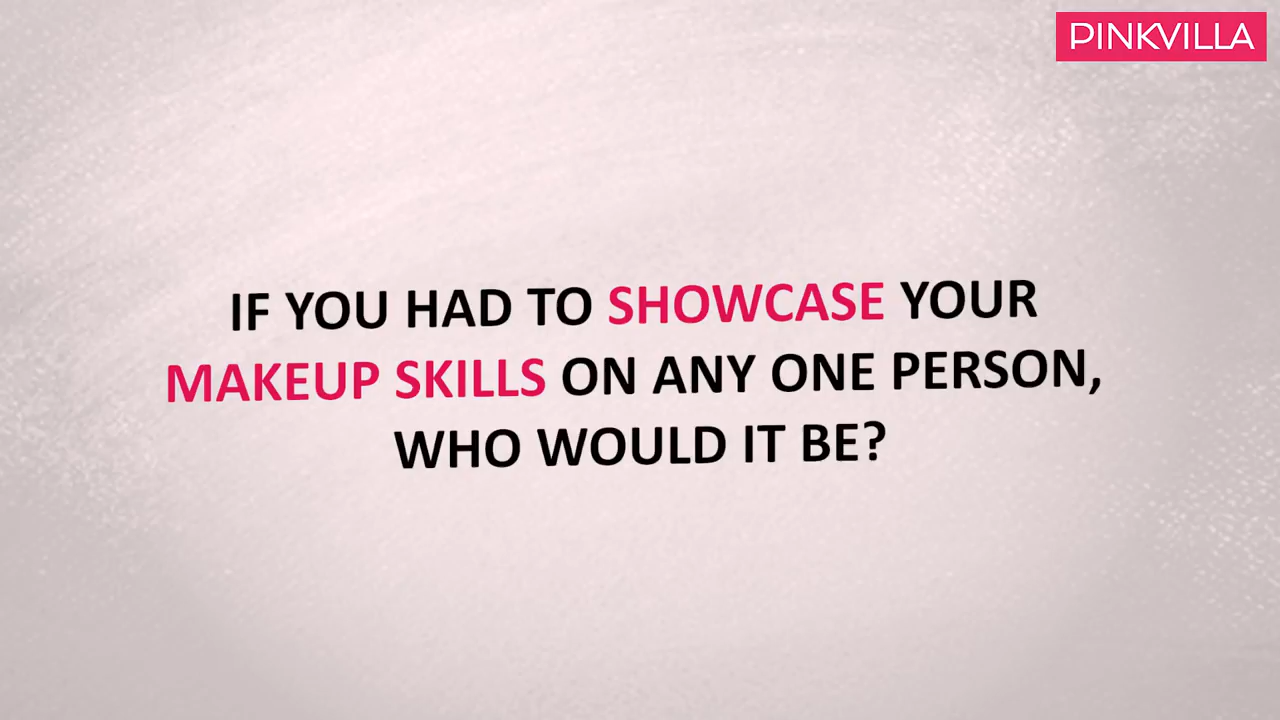 PINKVILLA
IF YOU HAD TO SHOWCASE YOUR
MAKEUP SKILLS ON ANY ONE PERSON,
WHO WOULD IT BE?